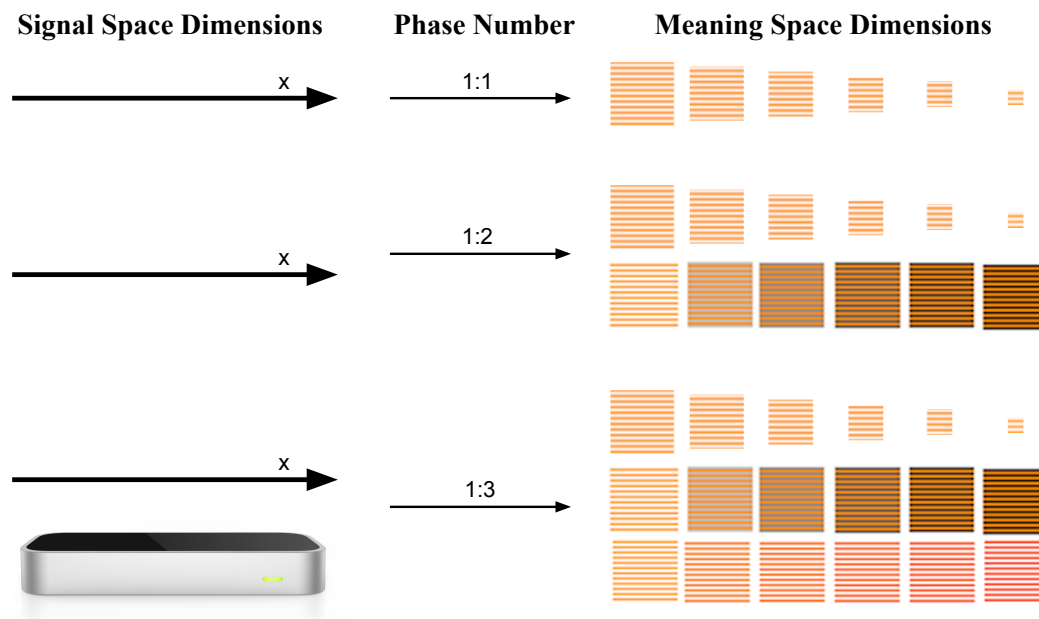 Signal Space Dimensions Phase Number Meaning Space Dimensions
x 1:1
x 1:2
x 1:3